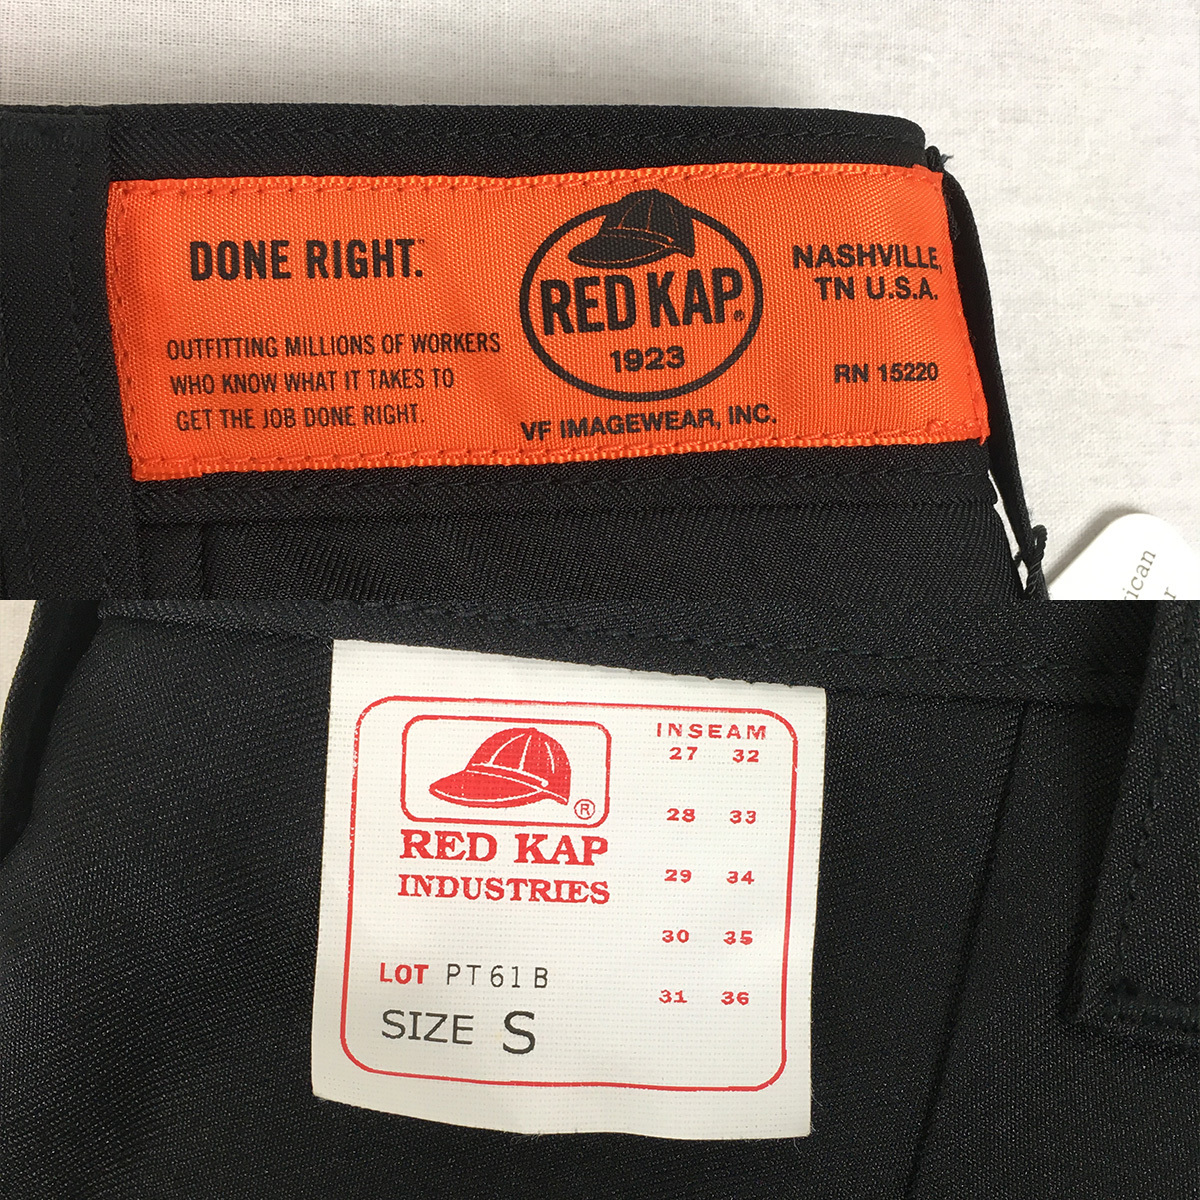 DONE RIGHT.™
OUTFITTING MILLIONS OF WORKERS
WHO KNOW WHAT IT TAKES TO
GET THE JOB DONE RIGHT.
RED KAP®
1923
VF IMAGEWEAR, INC.
NASHVILLE,
TN U.S.A.
RN 15220
®
RED KAP
INDUSTRIES
LOT PT61B
SIZE S
INSEAM
27 32
28 33
29 34
30 35
31 36